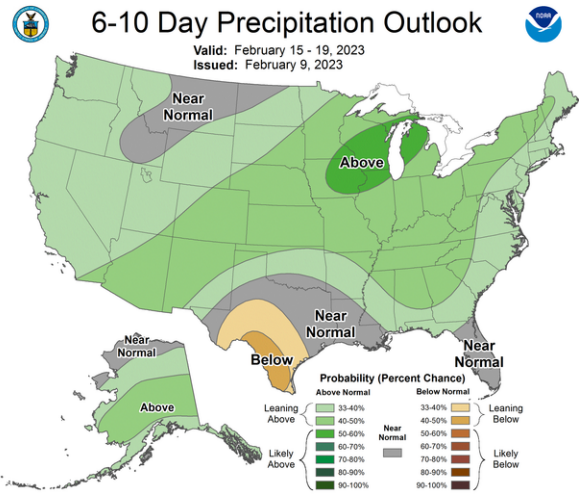 6-10 Day Precipitation Outlook
NOAA
Valid: February 15 - 19, 2023
Issued: February 9, 2023
Near
Normal
Above
Near
Normal
Below
Near
Normal
Near
Normal
Above
Probability (Percent Chance)
Above Normal
Below Normal
Leaning
Above
33-40%
40-50%
Likely
Above
50-60%
60-70%
70-80%
80-90%
90-100%
Near
Normal
33-40%
40-50%
Leaning
Below
50-60%
60-70%
70-80%
80-90%
90-100%
Likely
Below